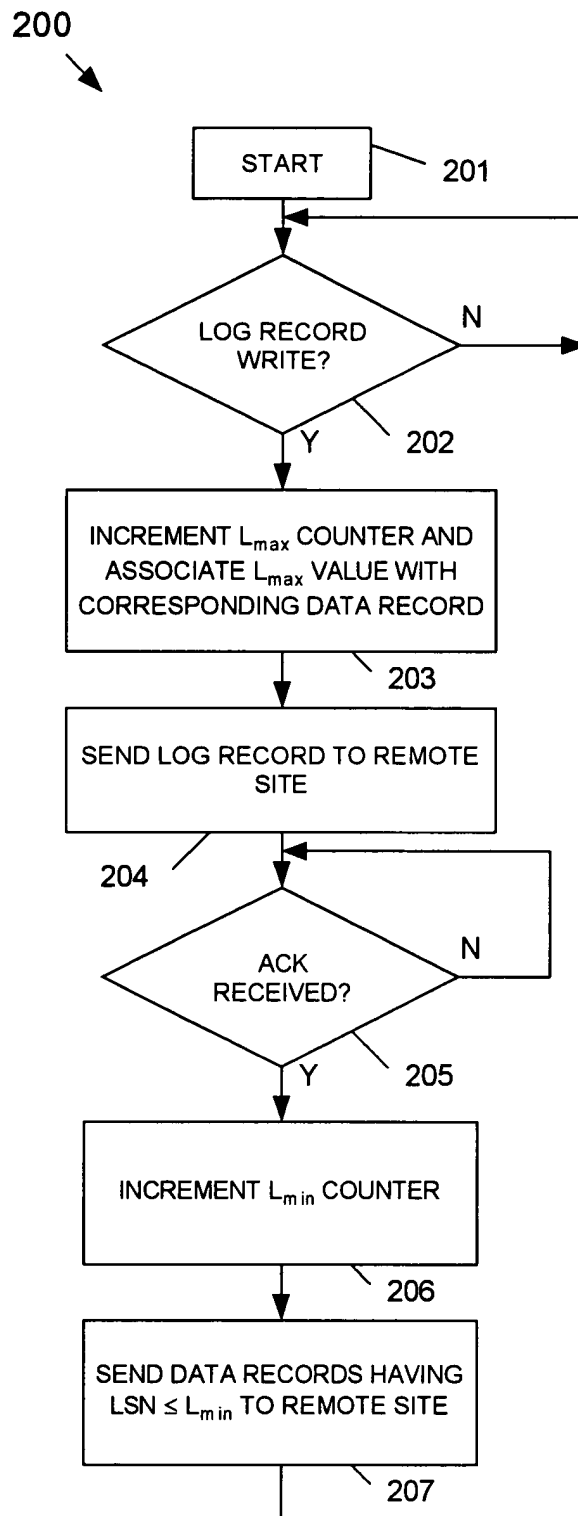 200
START
201
LOG RECORD
WRITE?
N
Y
202
INCREMENT Lmax COUNTER AND
ASSOCIATE Lmax VALUE WITH
CORRESPONDING DATA RECORD
203
SEND LOG RECORD TO REMOTE
SITE
204
ACK
RECEIVED?
N
Y
205
INCREMENT Lmin COUNTER
206
SEND DATA RECORDS HAVING
LSN ≤ Lmin TO REMOTE SITE
207